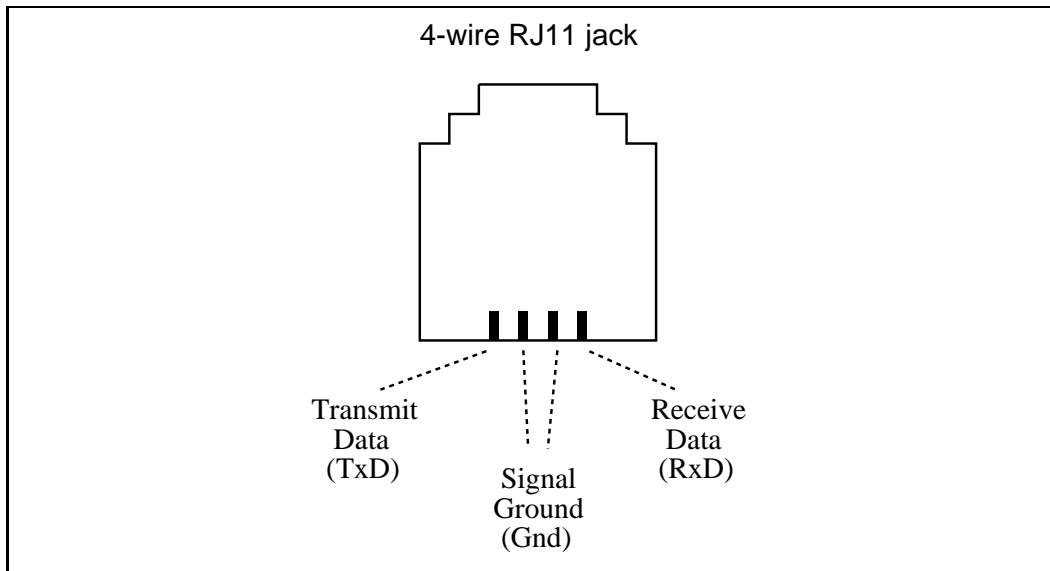 4-wire RJ11 jack
Transmit
Data
(TxD)
Signal
Ground
(Gnd)
Receive
Data
(RxD)